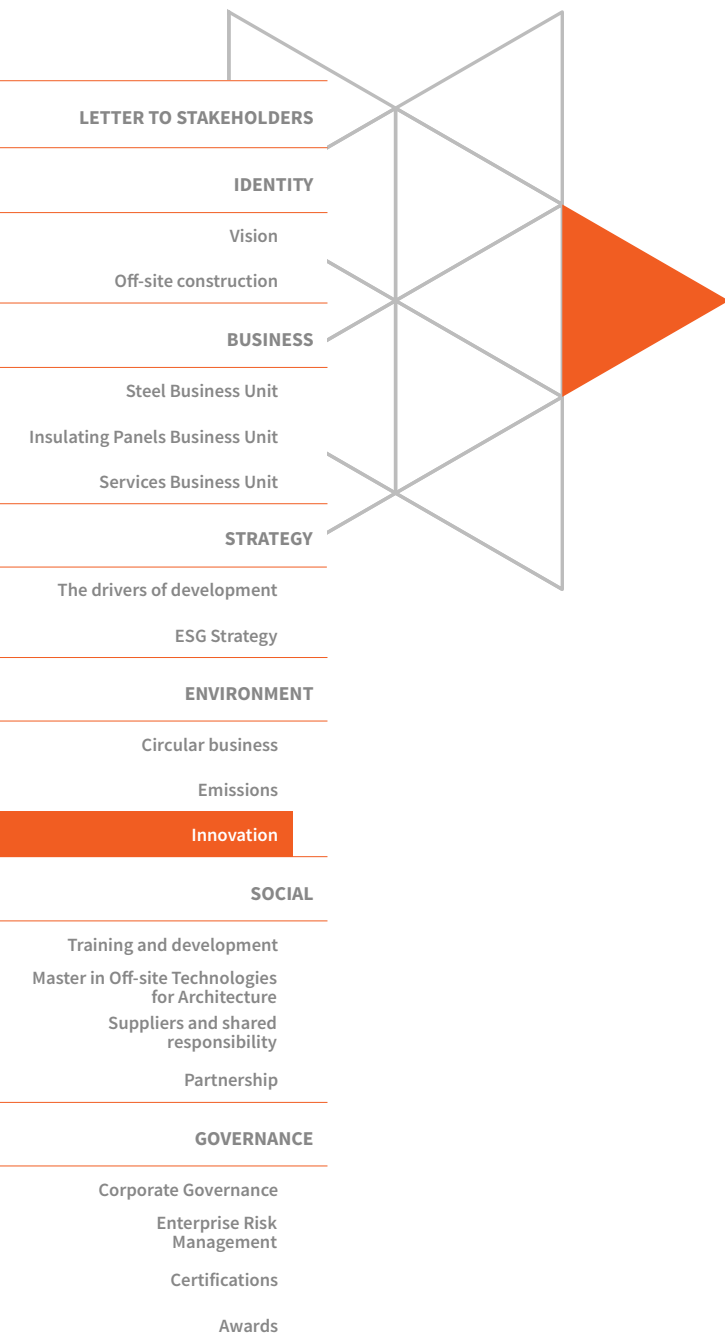 LETTER TO STAKEHOLDERS
IDENTITY
Vision
Off-site construction
BUSINESS
Steel Business Unit
Insulating Panels Business Unit
Services Business Unit
STRATEGY
The drivers of development
ESG Strategy
ENVIRONMENT
Circular business
Emissions
Innovation
SOCIAL
Training and development
Master in Off-site Technologies
for Architecture
Suppliers and shared
responsibility
Partnership
GOVERNANCE
Corporate Governance
Enterprise Risk
Management
Certifications
Awards